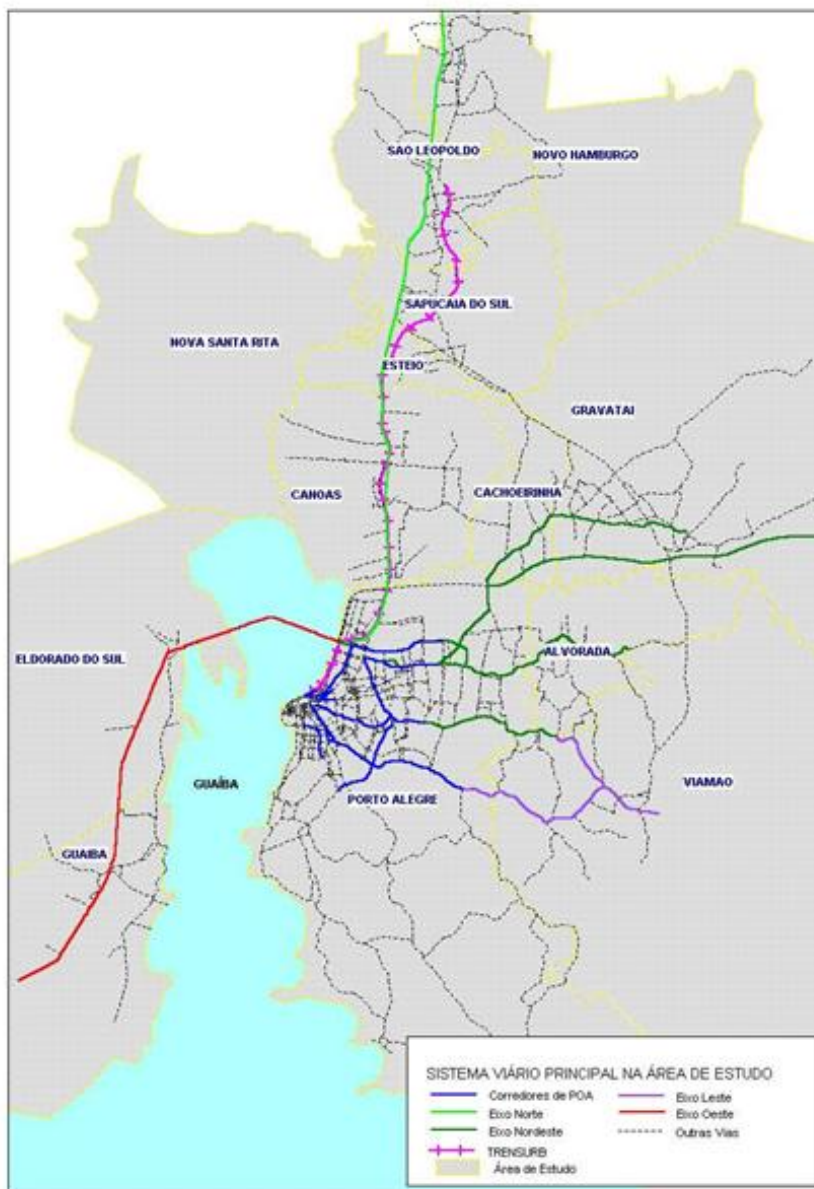 SAO LEOPOLDO
NOVO HAMBURGO
SAPUCAIA DO SUL
NOVA SANTA RITA
ESTEIO
GRAVATAI
CANOAS
CACHOEIRINHA
ELDORADO DO SUL
ALVORADA
GUAÍBA
VIAMAO
PORTO ALEGRE
GUAIBA
SISTEMA VIÁRIO PRINCIPAL NA ÁREA DE ESTUDO
Corredores de POA
Eixo Leste
Eixo Norte
Eixo Oeste
Eixo Nordeste
Outras Vias
TRENSURB
Área de Estudo